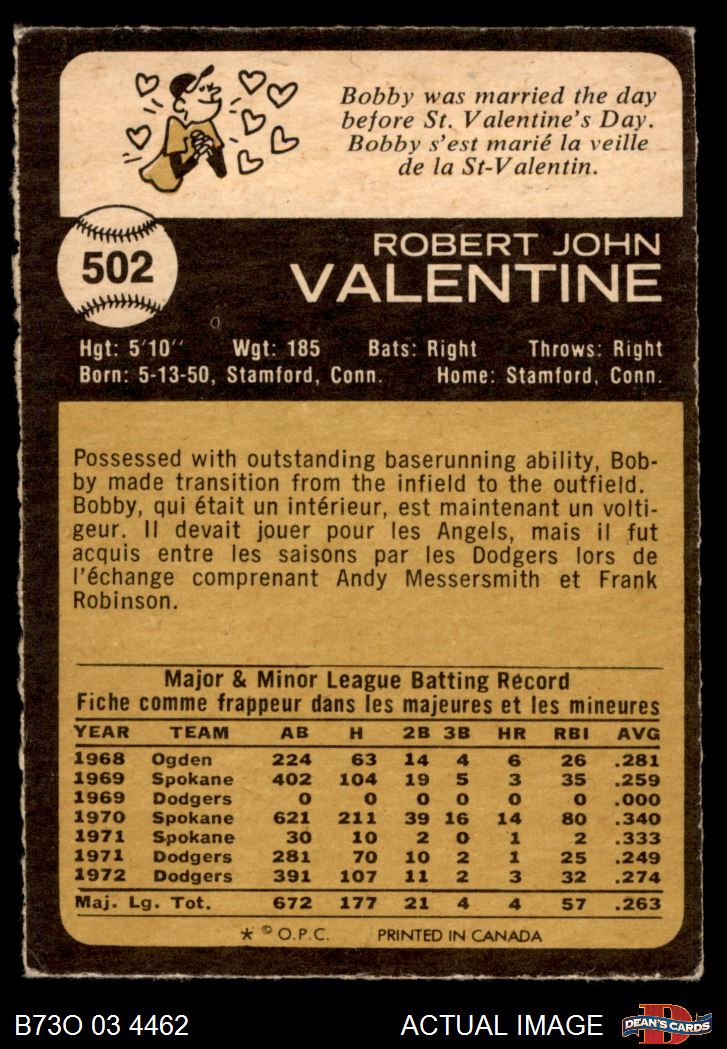 Bobby was married the day
before St. Valentine's Day.
Bobby s'est marié la veille
de la St-Valentin.
502
ROBERT JOHN
VALENTINE
Hgt: 5'10'' Wgt: 185 Bats: Right Throws: Right
Born: 5-13-50, Stamford, Conn. Home: Stamford, Conn.
Possessed with outstanding baserunning ability, Bob-
by made transition from the infield to the outfield.
Bobby, qui était un intérieur, est maintenant un volti-
geur. Il devait jouer pour les Angels, mais il fut
acquis entre les saisons par les Dodgers lors de
l'échange comprenant Andy Messersmith et Frank
Robinson.
Major & Minor League Batting Record
Fiche comme frappeur dans les majeures et les mineures
YEAR TEAM AB H 2B 3B HR RBI AVG
1968 Ogden 224 63 14 4 6 26 .281
1969 Spokane 402 104 19 5 3 35 .259
1969 Dodgers 0 0 0 0 0 0 .000
1970 Spokane 621 211 39 16 14 80 .340
1971 Spokane 30 10 2 0 1 2 .333
1971 Dodgers 281 70 10 2 1 25 .249
1972 Dodgers 391 107 11 2 3 32 .274
Maj. Lg. Tot. 672 177 21 4 4 57 .263
* © O.P.C. PRINTED IN CANADA
B73O 03 4462 ACTUAL IMAGE D DEAN'S CARDS